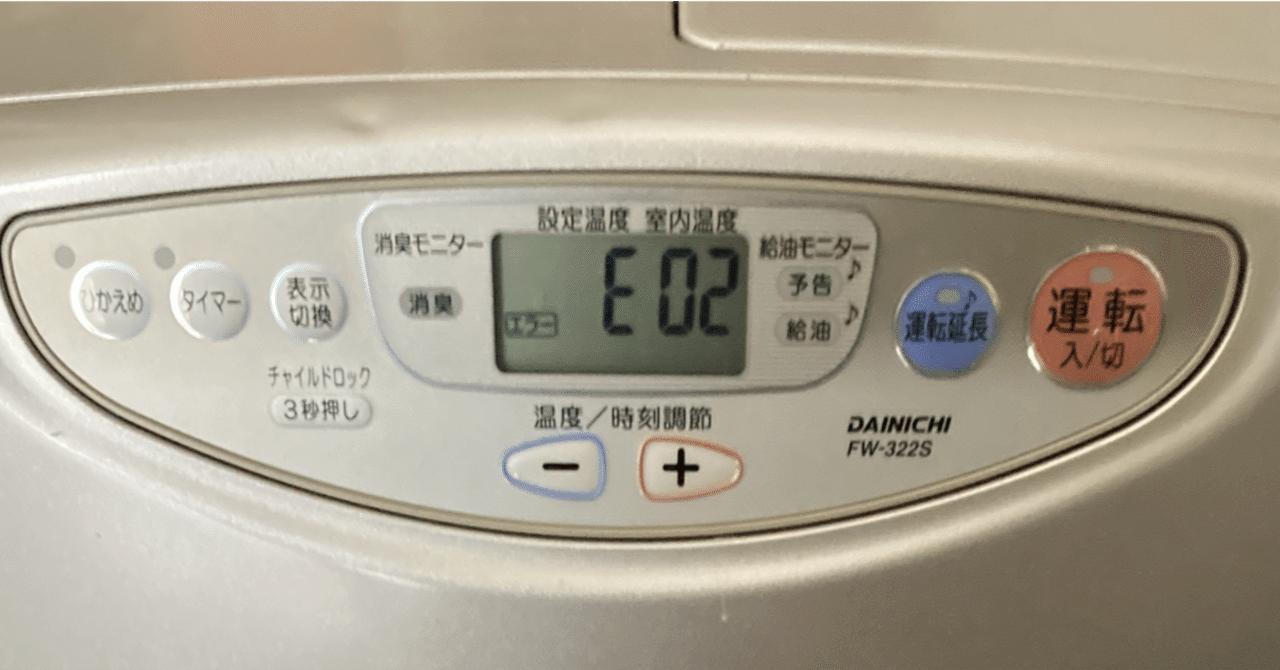 設定温度 室内温度
消臭モニター
消臭
E02
エラー
給油モニター
予告♪
給油♪
ひかえめ
タイマー
表示
切換
チャイルドロック
3秒押し
運転延長
運転
入/切
温度/時刻調節
− +
DAINICHI
FW-322S